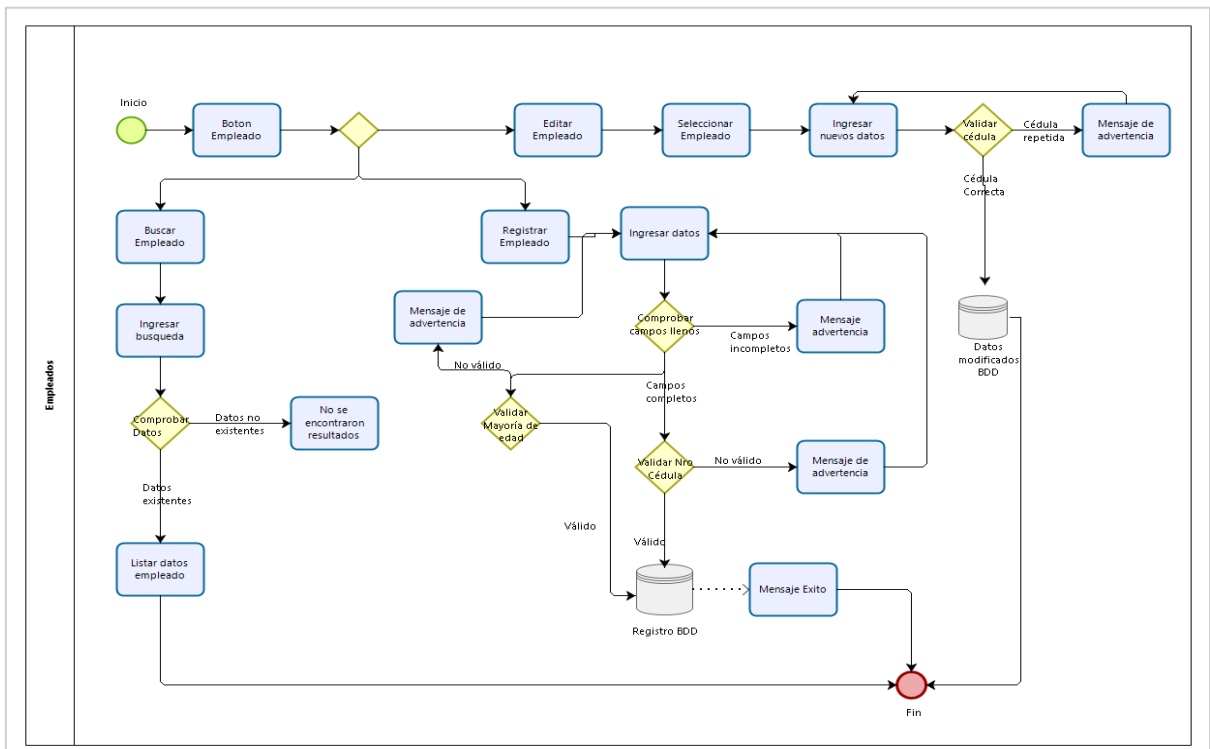 Inicio
Boton
Empleado
Editar
Empleado
Seleccionar
Empleado
Ingresar
nuevos datos
Validar
cédula
Cédula
repetida
Mensaje de
advertencia
Cédula
Correcta
Buscar
Empleado
Registrar
Empleado
Ingresar datos
Ingresar
busqueda
Mensaje de
advertencia
Comprobar
campos llenos
Campos
incompletos
Mensaje
advertencia
Datos
modificados
BDD
Empleados
No válido
Campos
completos
Comprobar
Datos
Datos no
existentes
No se
encontraron
resultados
Validar
Mayoría de
edad
Validar Nro
Cédula
No válido
Mensaje de
advertencia
Datos
existentes
Válido
Válido
Listar datos
empleado
Registro BDD
Mensaje Exito
Fin